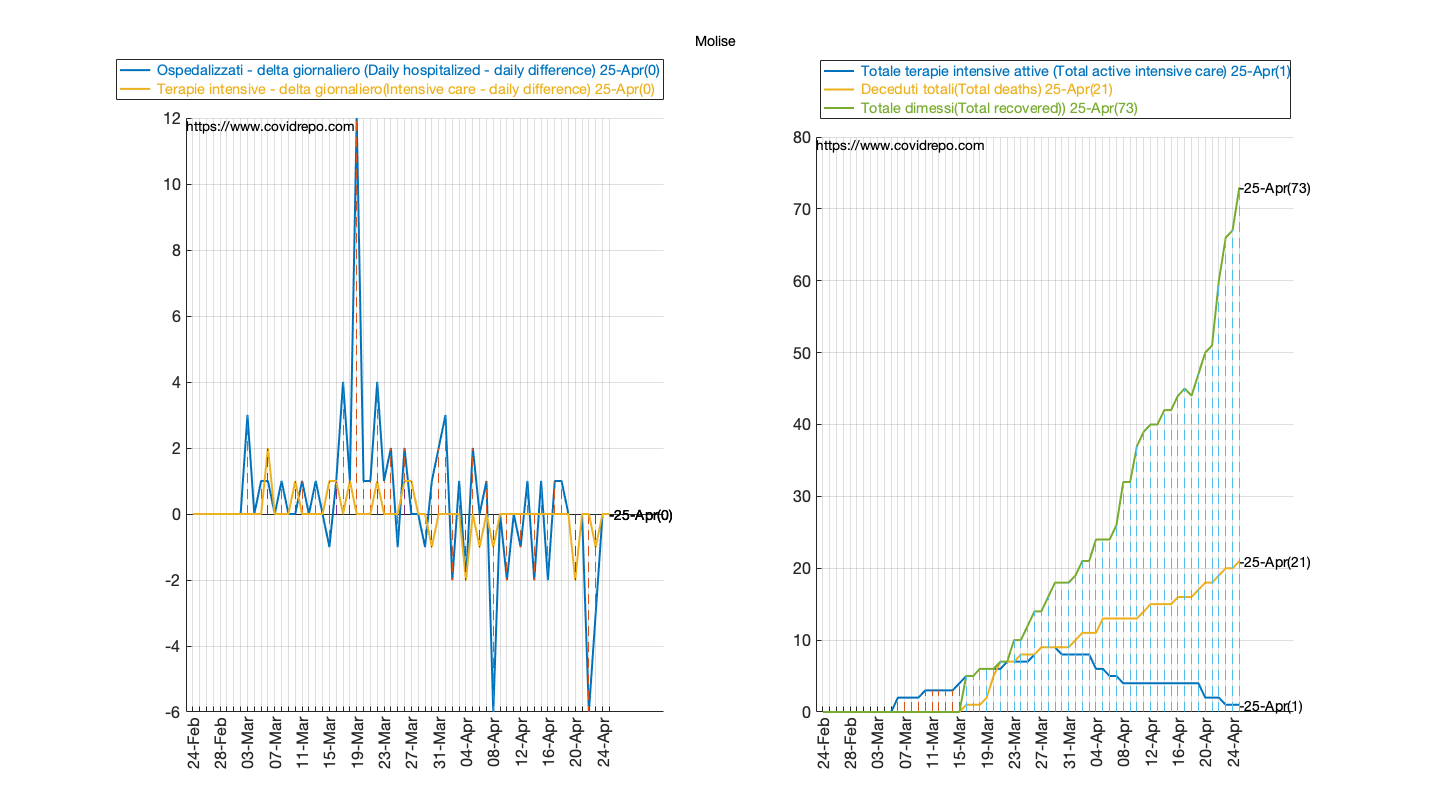 Molise
Ospedalizzati - delta giornaliero (Daily hospitalized - daily difference) 25-Apr(0)
Terapie intensive - delta giornaliero(Intensive care - daily difference) 25-Apr(0)
https://www.covidrepo.com
12
10
8
6
4
2
0
-2
-4
-6
-25-Apr(0)
24-Feb
28-Feb
03-Mar
07-Mar
11-Mar
15-Mar
19-Mar
23-Mar
27-Mar
31-Mar
04-Apr
08-Apr
12-Apr
16-Apr
20-Apr
24-Apr
Totale terapie intensive attive (Total active intensive care) 25-Apr(1)
Deceduti totali(Total deaths) 25-Apr(21)
Totale dimessi(Total recovered)) 25-Apr(73)
https://www.covidrepo.com
80
70
60
50
40
30
20
10
0
-25-Apr(73)
-25-Apr(21)
-25-Apr(1)
24-Feb
28-Feb
03-Mar
07-Mar
11-Mar
15-Mar
19-Mar
23-Mar
27-Mar
31-Mar
04-Apr
08-Apr
12-Apr
16-Apr
20-Apr
24-Apr